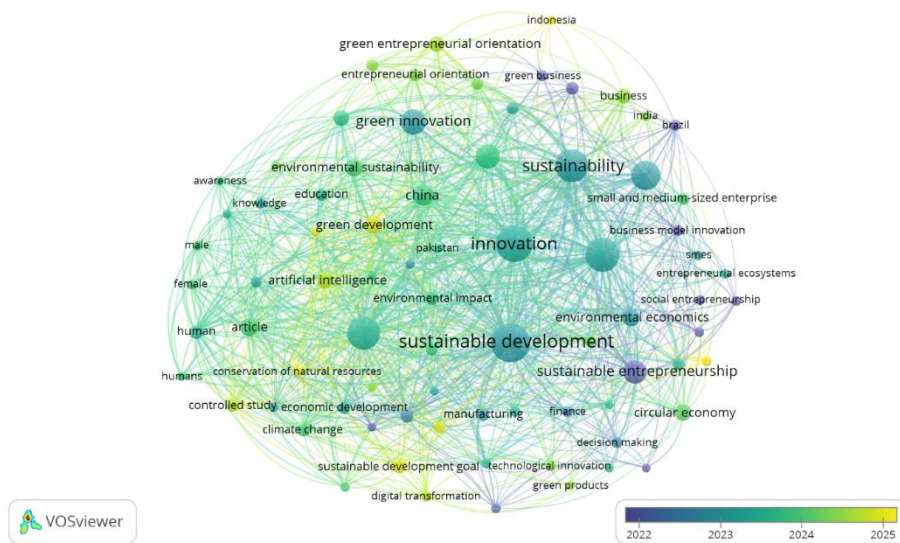 indonesia
green entrepreneurial orientation
entrepreneurial orientation
green business
business
india
brazil
green innovation
sustainability
environmental sustainability
awareness
education
knowledge
china
small and medium-sized enterprise
green development
business model innovation
male
pakistan
innovation
smes
entrepreneurial ecosystems
female
artificial intelligence
environmental impact
social entrepreneurship
environmental economics
human
article
sustainable development
humans
conservation of natural resources
sustainable entrepreneurship
controlled study
economic development
manufacturing
finance
circular economy
climate change
decision making
sustainable development goal
technological innovation
digital transformation
green products
VOSviewer
2022 2023 2024 2025